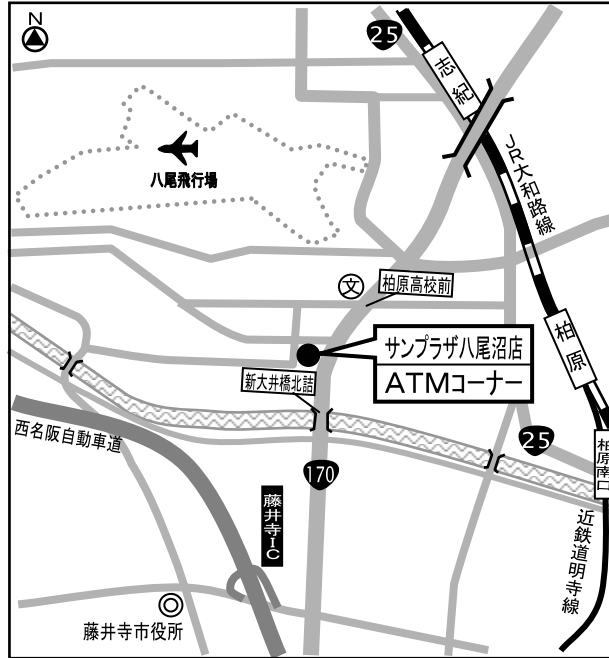 N
25
志紀
JR大和路線
八尾飛行場
文
柏原高校前
柏原
サンプラザ八尾沼店
ATMコーナー
新大井橋北詰
西名阪自動車道
25
柏原南口
170
藤井寺IC
近鉄道明寺線
藤井寺市役所